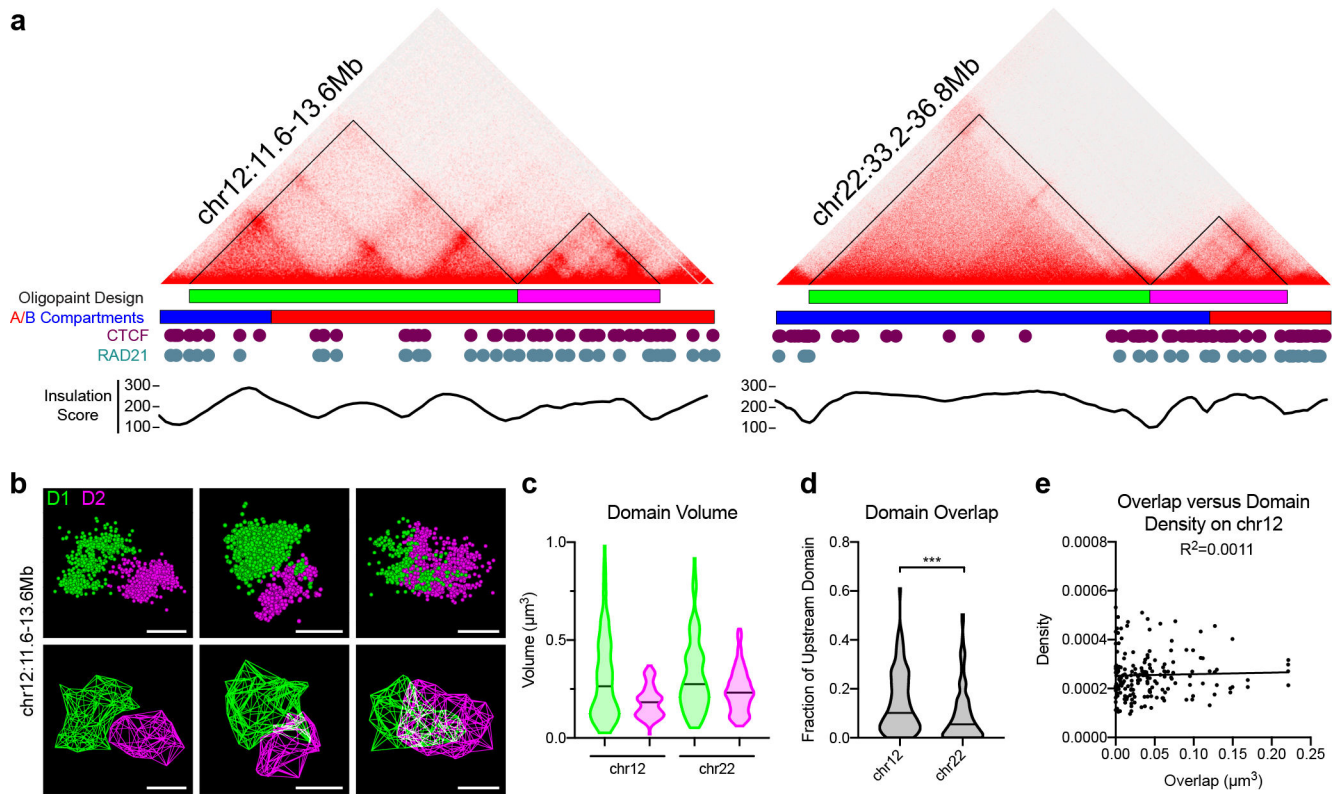 a
chr12:11.6-13.6Mb
chr22:33.2-36.8Mb
Oligopaint Design
A/B Compartments
CTCF
RAD21
Insulation
Score
300
200
100
300
200
100
b
D1 D2
chr12:11.6-13.6Mb
c
Domain Volume
Volume (µm³)
1.0
0.5
0.0
chr12
chr22
d
Domain Overlap
Fraction of Upstream Domain
0.8
0.6
0.4
0.2
0.0
***
chr12
chr22
e
Overlap versus Domain
Density on chr12
R²=0.0011
Density
0.0008
0.0006
0.0004
0.0002
0.0000
0.00 0.05 0.10 0.15 0.20 0.25
Overlap (µm³)